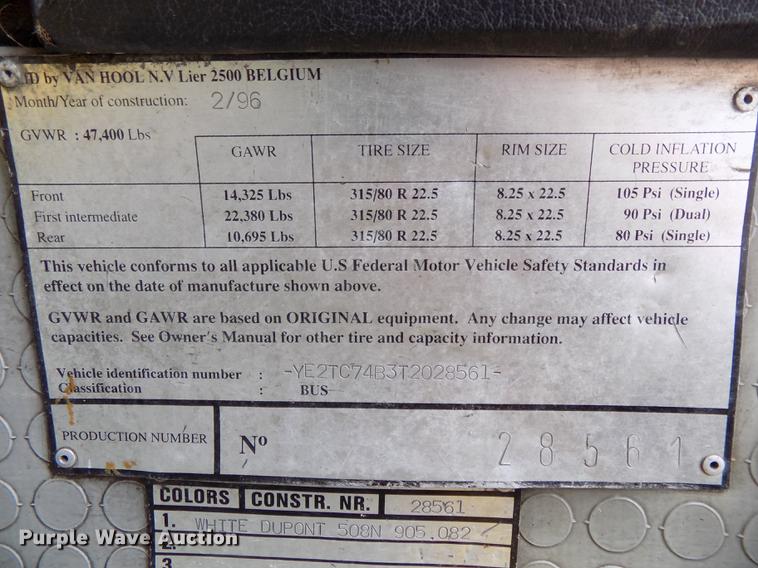 by VAN HOOL N.V Lier 2500 BELGIUM
Month/Year of construction: 2/96
GVWR : 47,400 Lbs
GAWR TIRE SIZE RIM SIZE COLD INFLATION
PRESSURE
Front 14,325 Lbs 315/80 R 22.5 8.25 x 22.5 105 Psi (Single)
First intermediate 22,380 Lbs 315/80 R 22.5 8.25 x 22.5 90 Psi (Dual)
Rear 10,695 Lbs 315/80 R 22.5 8.25 x 22.5 80 Psi (Single)
This vehicle conforms to all applicable U.S Federal Motor Vehicle Safety Standards in
effect on the date of manufacture shown above.
GVWR and GAWR are based on ORIGINAL equipment. Any change may affect vehicle
capacities. See Owner's Manual for other tire and capacity information.
Vehicle identification number : -YE2TC74B3T2028561-
Classification : BUS
PRODUCTION NUMBER Nº 28561
COLORS CONSTR. NR. 28561
1. WHITE DUPONT 508N 905.082
2.
3
Purple Wave Auction